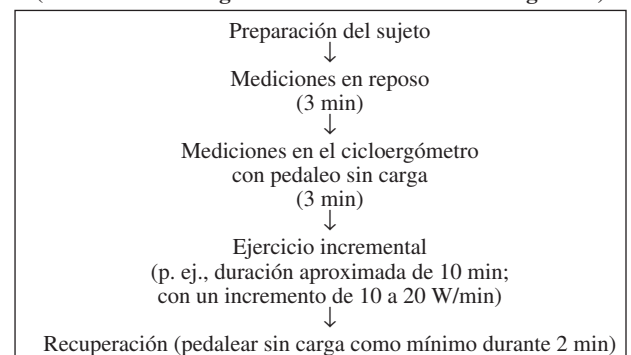 Preparación del sujeto
↓
Mediciones en reposo
(3 min)
↓
Mediciones en el cicloergómetro
con pedaleo sin carga
(3 min)
↓
Ejercicio incremental
(p. ej., duración aproximada de 10 min;
con un incremento de 10 a 20 W/min)
↓
Recuperación (pedalear sin carga como mínimo durante 2 min)